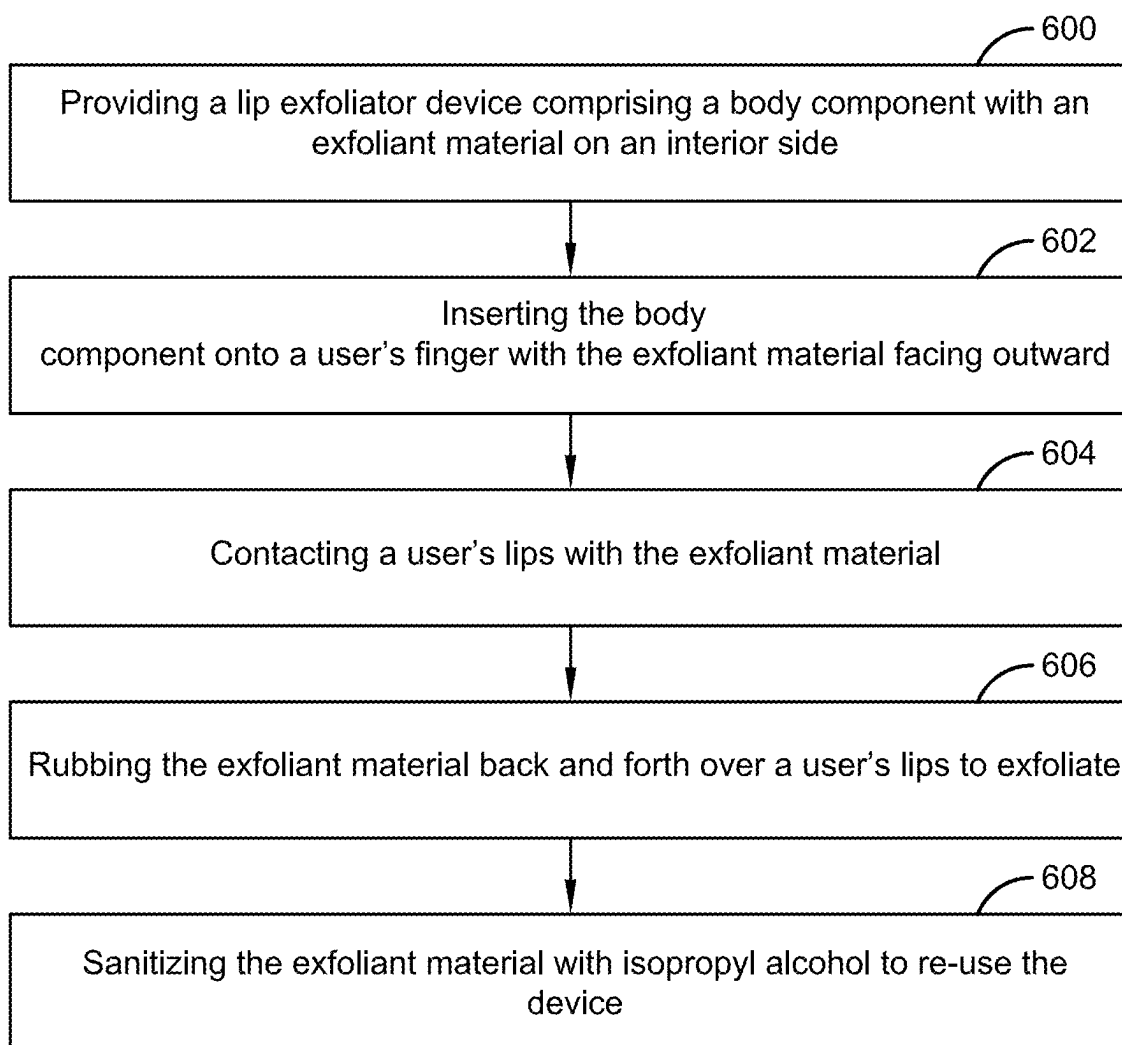 600
Providing a lip exfoliator device comprising a body component with an
exfoliant material on an interior side
602
Inserting the body
component onto a user's finger with the exfoliant material facing outward
604
Contacting a user's lips with the exfoliant material
606
Rubbing the exfoliant material back and forth over a user's lips to exfoliate
608
Sanitizing the exfoliant material with isopropyl alcohol to re-use the
device